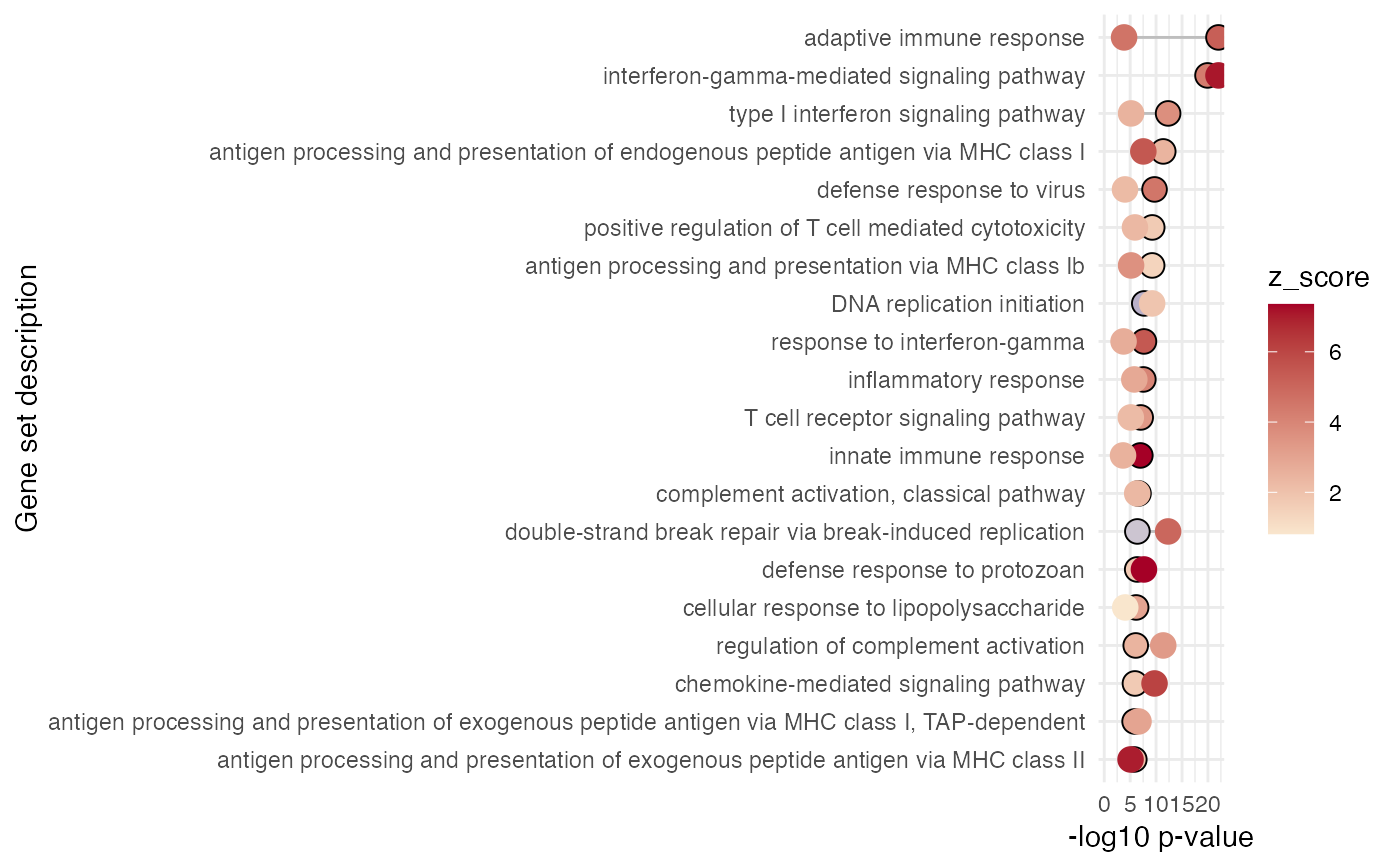 adaptive immune response
interferon-gamma-mediated signaling pathway
type I interferon signaling pathway
antigen processing and presentation of endogenous peptide antigen via MHC class I
defense response to virus
positive regulation of T cell mediated cytotoxicity
antigen processing and presentation via MHC class Ib
DNA replication initiation
response to interferon-gamma
inflammatory response
T cell receptor signaling pathway
innate immune response
complement activation, classical pathway
double-strand break repair via break-induced replication
defense response to protozoan
cellular response to lipopolysaccharide
regulation of complement activation
chemokine-mediated signaling pathway
antigen processing and presentation of exogenous peptide antigen via MHC class I, TAP-dependent
antigen processing and presentation of exogenous peptide antigen via MHC class II
Gene set description
0 5 10 15 20
-log10 p-value
z_score
6
4
2